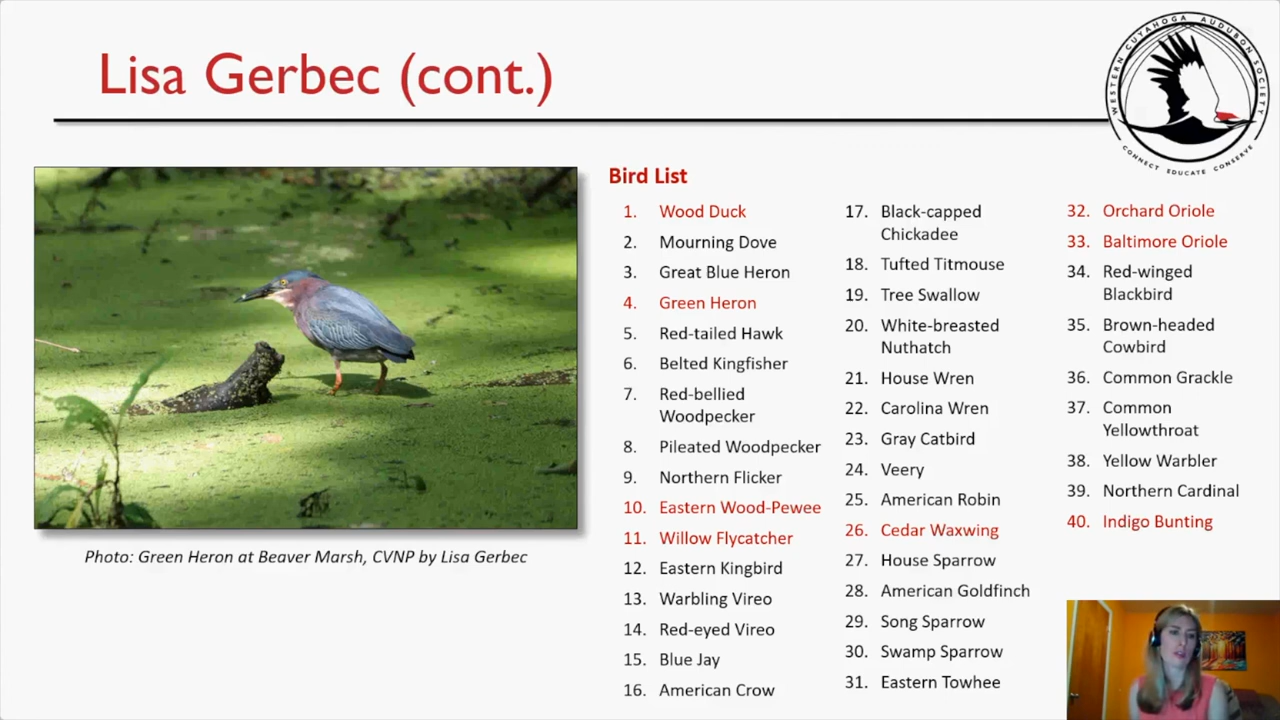 Lisa Gerbec (cont.)
WESTERN CUYAHOGA AUDUBON SOCIETY
CONNECT EDUCATE CONSERVE
Photo: Green Heron at Beaver Marsh, CVNP by Lisa Gerbec
Bird List
1. Wood Duck
2. Mourning Dove
3. Great Blue Heron
4. Green Heron
5. Red-tailed Hawk
6. Belted Kingfisher
7. Red-bellied
Woodpecker
8. Pileated Woodpecker
9. Northern Flicker
10. Eastern Wood-Pewee
11. Willow Flycatcher
12. Eastern Kingbird
13. Warbling Vireo
14. Red-eyed Vireo
15. Blue Jay
16. American Crow
17. Black-capped
Chickadee
18. Tufted Titmouse
19. Tree Swallow
20. White-breasted
Nuthatch
21. House Wren
22. Carolina Wren
23. Gray Catbird
24. Veery
25. American Robin
26. Cedar Waxwing
27. House Sparrow
28. American Goldfinch
29. Song Sparrow
30. Swamp Sparrow
31. Eastern Towhee
32. Orchard Oriole
33. Baltimore Oriole
34. Red-winged
Blackbird
35. Brown-headed
Cowbird
36. Common Grackle
37. Common
Yellowthroat
38. Yellow Warbler
39. Northern Cardinal
40. Indigo Bunting